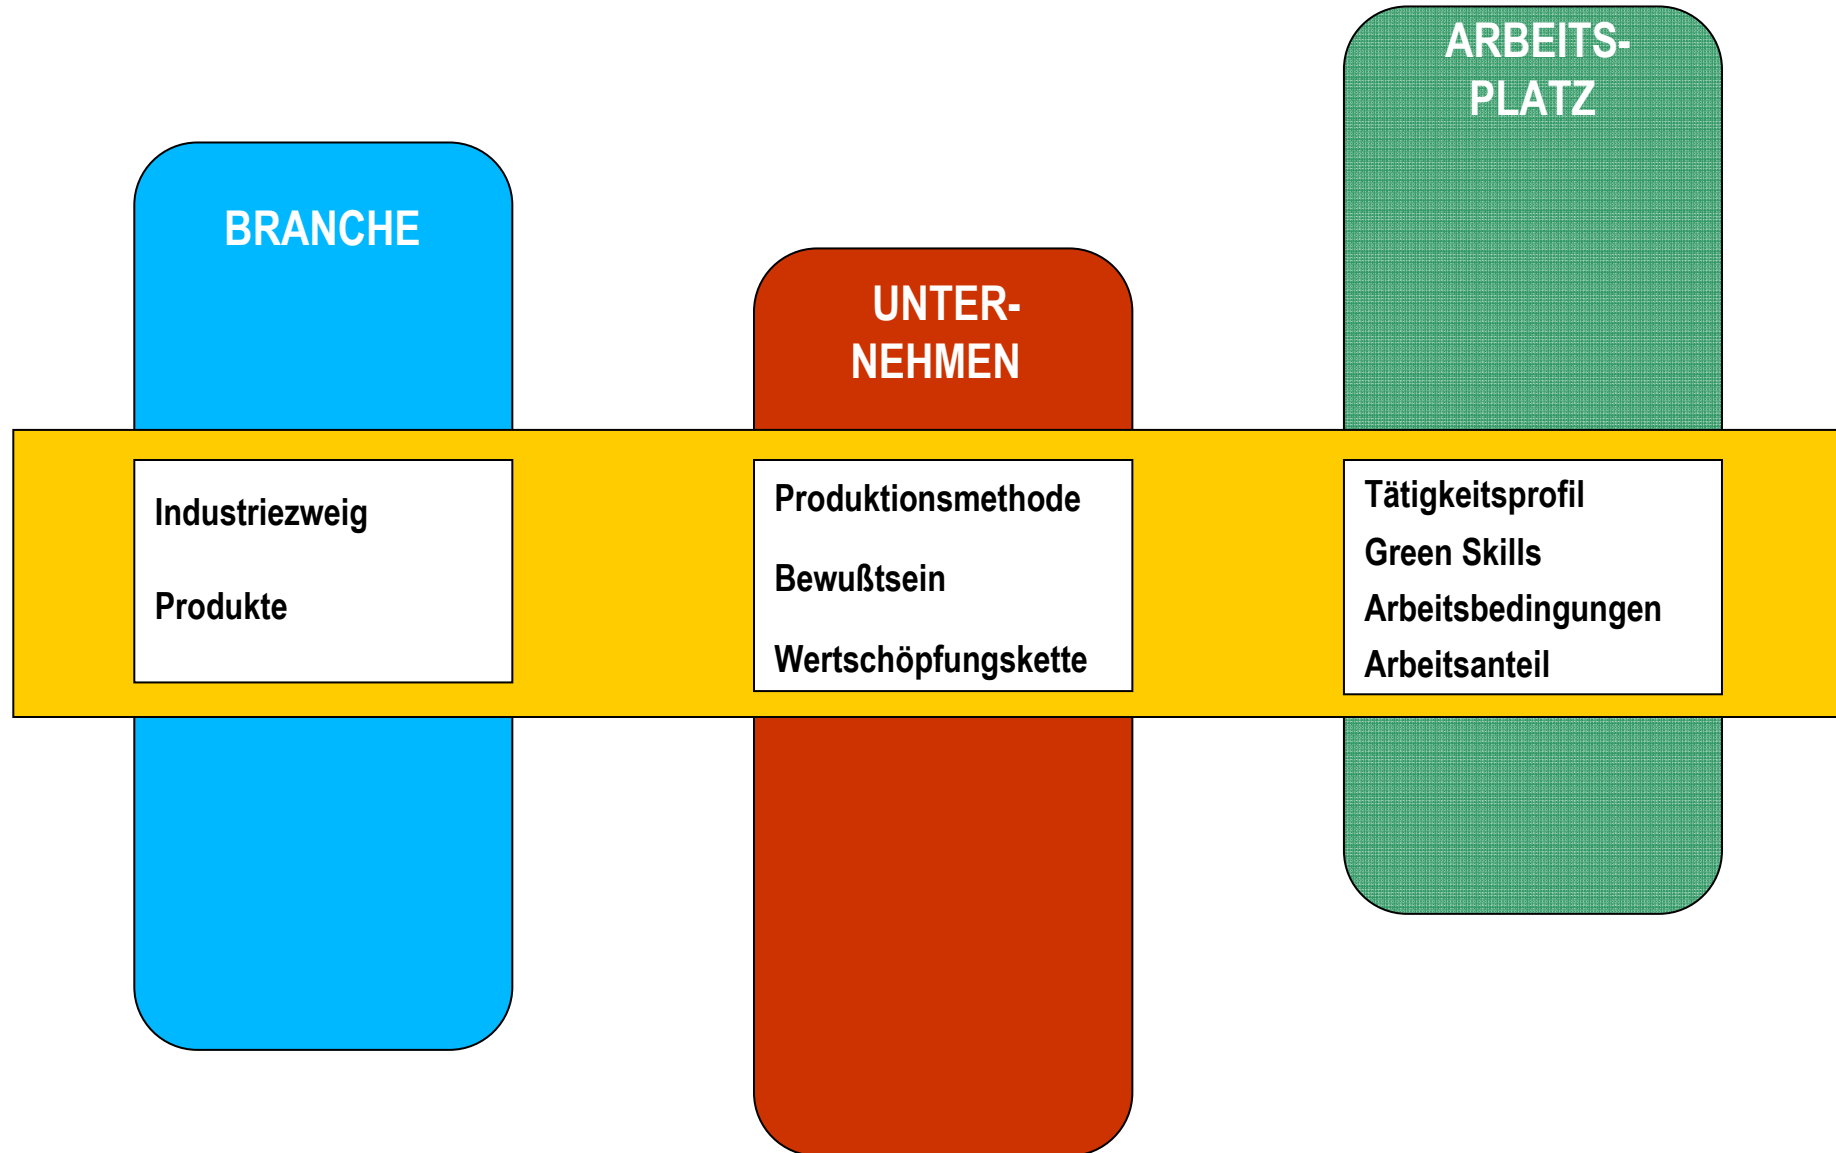 BRANCHE
Industriezweig
Produkte
UNTER-
NEHMEN
Produktionsmethode
Bewußtsein
Wertschöpfungskette
ARBEITS-
PLATZ
Tätigkeitsprofil
Green Skills
Arbeitsbedingungen
Arbeitsanteil